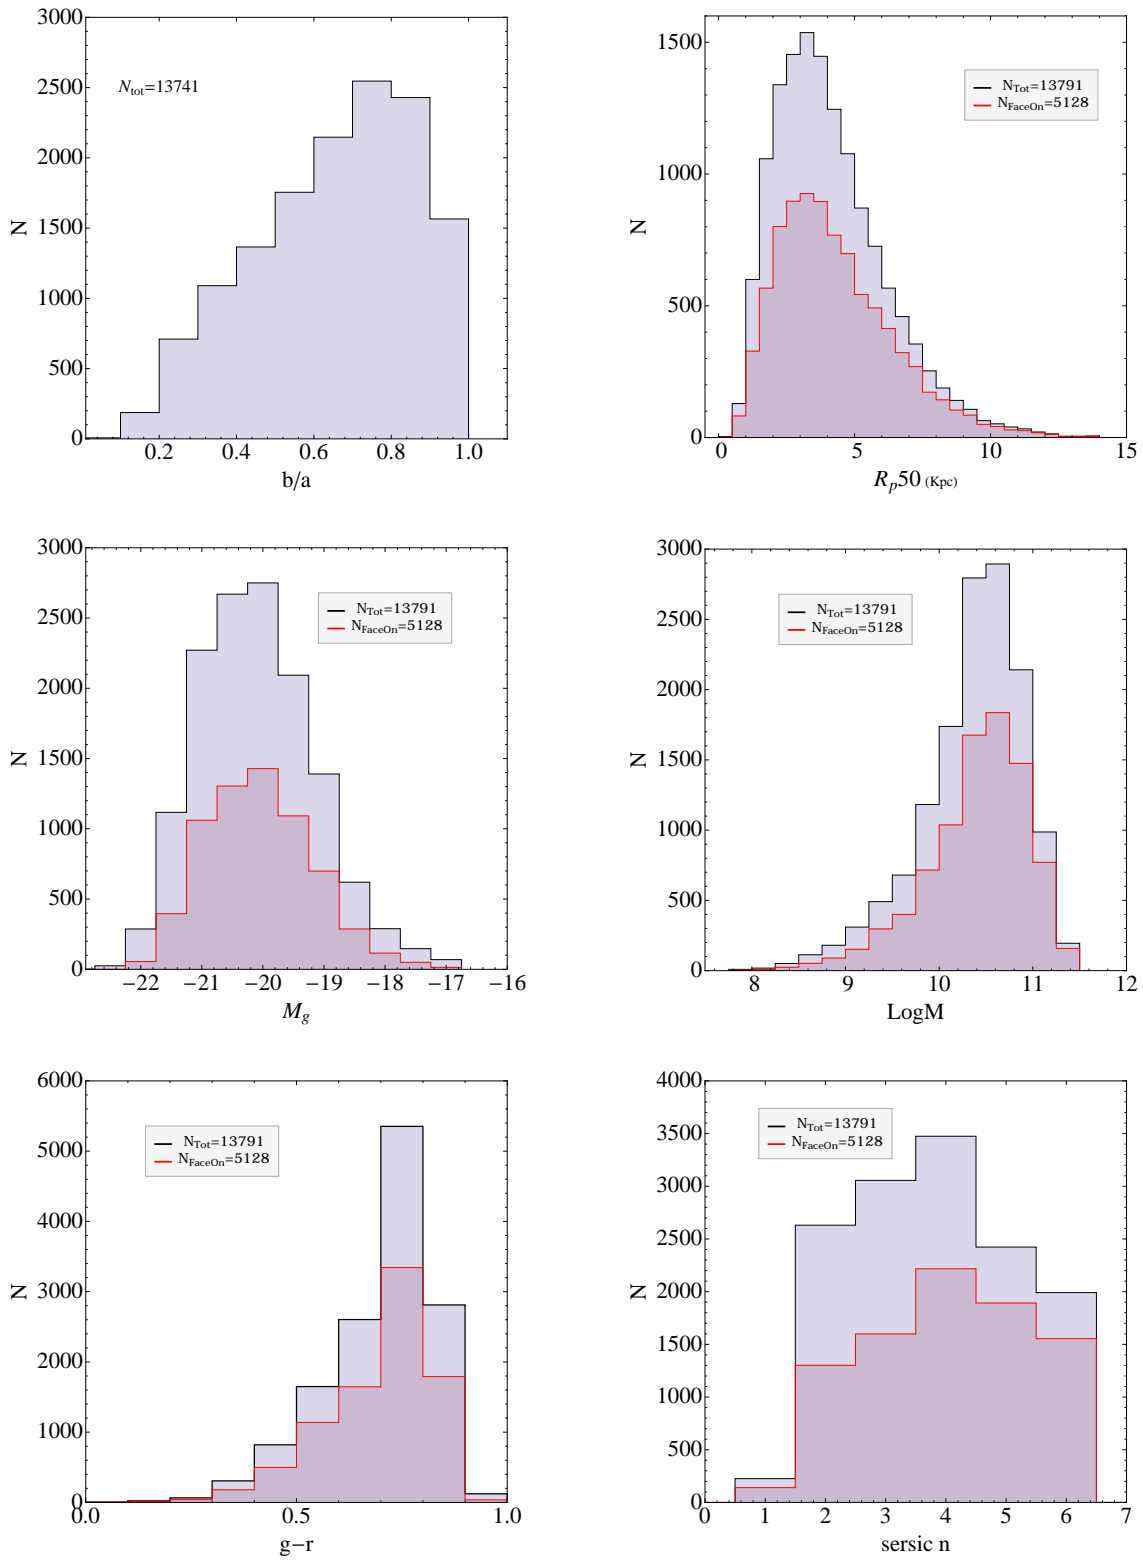 3000
2500
2000
1500
1000
500
0
N
N_tot=13741
0.2 0.4 0.6 0.8 1.0
b/a
1500
1000
500
0
N
N_Tot=13791
N_FaceOn=5128
0 5 10 15
R_p50 (Kpc)
3000
2500
2000
1500
1000
500
0
N
N_Tot=13791
N_FaceOn=5128
−22 −21 −20 −19 −18 −17 −16
M_g
3000
2500
2000
1500
1000
500
0
N
N_Tot=13791
N_FaceOn=5128
8 9 10 11 12
LogM
6000
5000
4000
3000
2000
1000
0
N
N_Tot=13791
N_FaceOn=5128
0.0 0.5 1.0
g−r
4000
3500
3000
2500
2000
1500
1000
500
0
N
N_Tot=13791
N_FaceOn=5128
0 1 2 3 4 5 6 7
sersic n